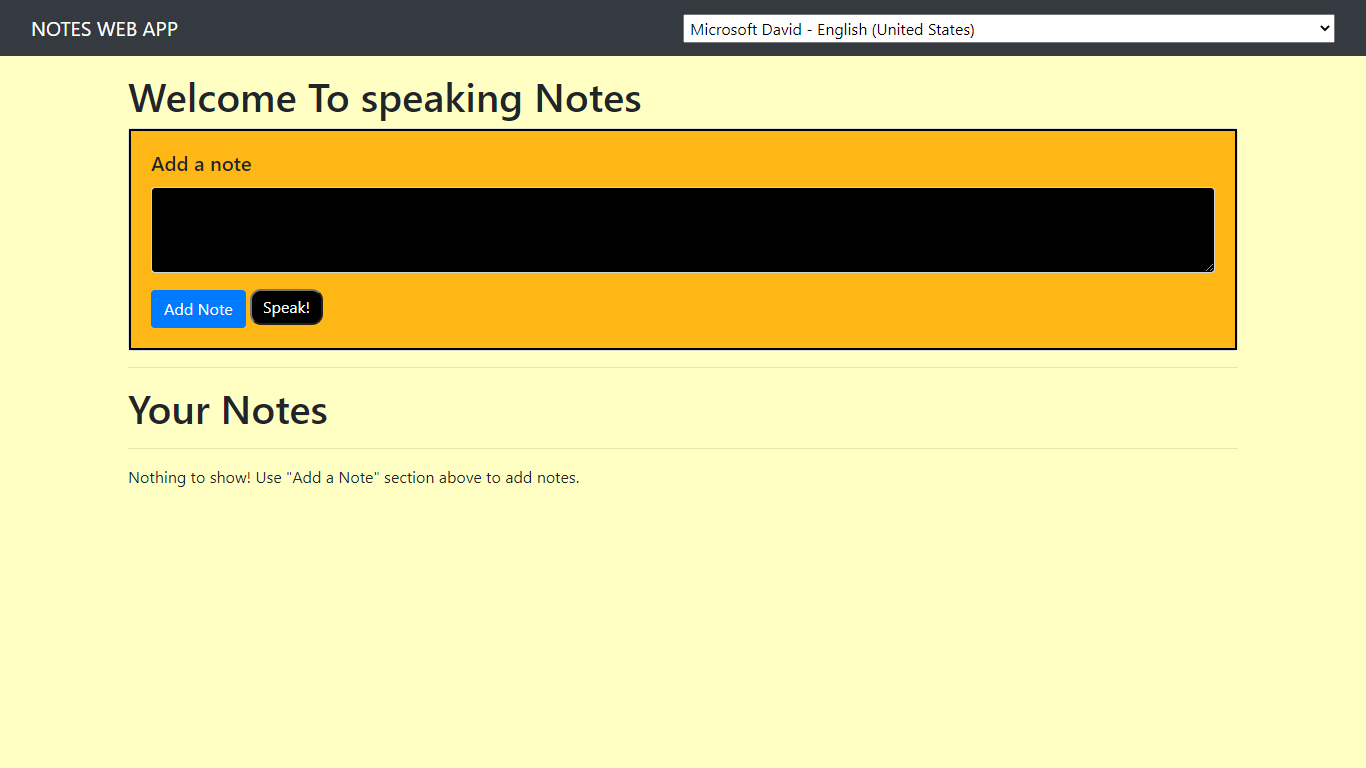 NOTES WEB APP
Microsoft David - English (United States)
Welcome To speaking Notes
Add a note
Add Note
Speak!
Your Notes
Nothing to show! Use "Add a Note" section above to add notes.